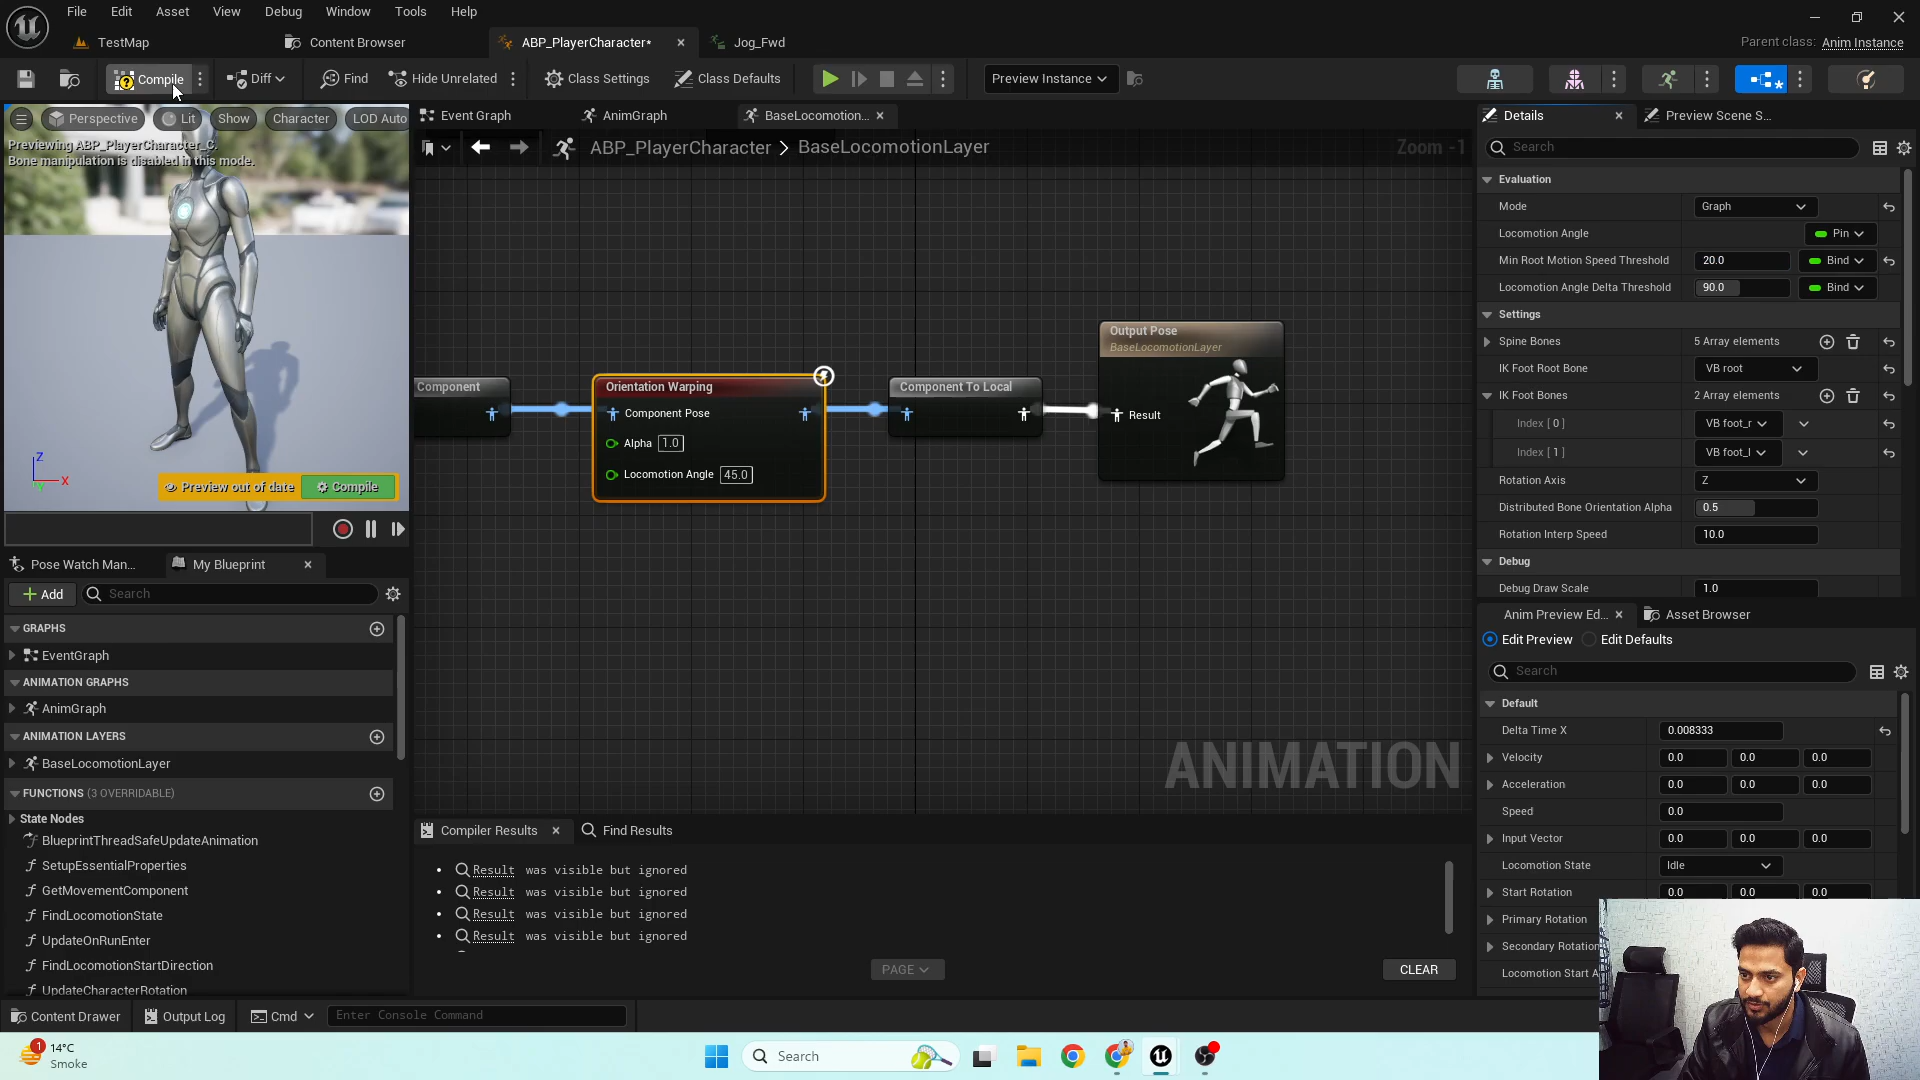 File Edit Asset View Debug Window Tools Help
TestMap Content Browser ABP_PlayerCharacter* Jog_Fwd Parent class: Anim Instance
Compile Diff Find Hide Unrelated Class Settings Class Defaults Preview Instance
Perspective Lit Show Character LOD Auto
Previewing ABP_PlayerCharacter_C.
Bone manipulation is disabled in this mode.
Z
X
Preview out of date Compile
Pose Watch Man... My Blueprint
Add Search
GRAPHS
EventGraph
ANIMATION GRAPHS
AnimGraph
ANIMATION LAYERS
BaseLocomotionLayer
FUNCTIONS (3 OVERRIDABLE)
State Nodes
BlueprintThreadSafeUpdateAnimation
SetupEssentialProperties
GetMovementComponent
FindLocomotionState
UpdateOnRunEnter
FindLocomotionStartDirection
UpdateCharacterRotation
Event Graph AnimGraph BaseLocomotion...
ABP_PlayerCharacter > BaseLocomotionLayer Zoom -1
Component
Orientation Warping
Component Pose
Alpha 1.0
Locomotion Angle 45.0
Component To Local
Output Pose
BaseLocomotionLayer
Result
ANIMATION
Compiler Results Find Results
• Result was visible but ignored
• Result was visible but ignored
• Result was visible but ignored
• Result was visible but ignored
PAGE CLEAR
Details Preview Scene S...
Search
Evaluation
Mode Graph
Locomotion Angle Pin
Min Root Motion Speed Threshold 20.0 Bind
Locomotion Angle Delta Threshold 90.0 Bind
Settings
Spine Bones 5 Array elements
IK Foot Root Bone VB root
IK Foot Bones 2 Array elements
Index [ 0 ] VB foot_r
Index [ 1 ] VB foot_l
Rotation Axis Z
Distributed Bone Orientation Alpha 0.5
Rotation Interp Speed 10.0
Debug
Debug Draw Scale 1.0
Anim Preview Ed... Asset Browser
Edit Preview Edit Defaults
Search
Default
Delta Time X 0.008333
Velocity 0.0 0.0 0.0
Acceleration 0.0 0.0 0.0
Speed 0.0
Input Vector 0.0 0.0 0.0
Locomotion State Idle
Start Rotation 0.0 0.0 0.0
Primary Rotation
Secondary Rotation
Locomotion Start A
Content Drawer Output Log Cmd Enter Console Command
1 14°C
Smoke
Search